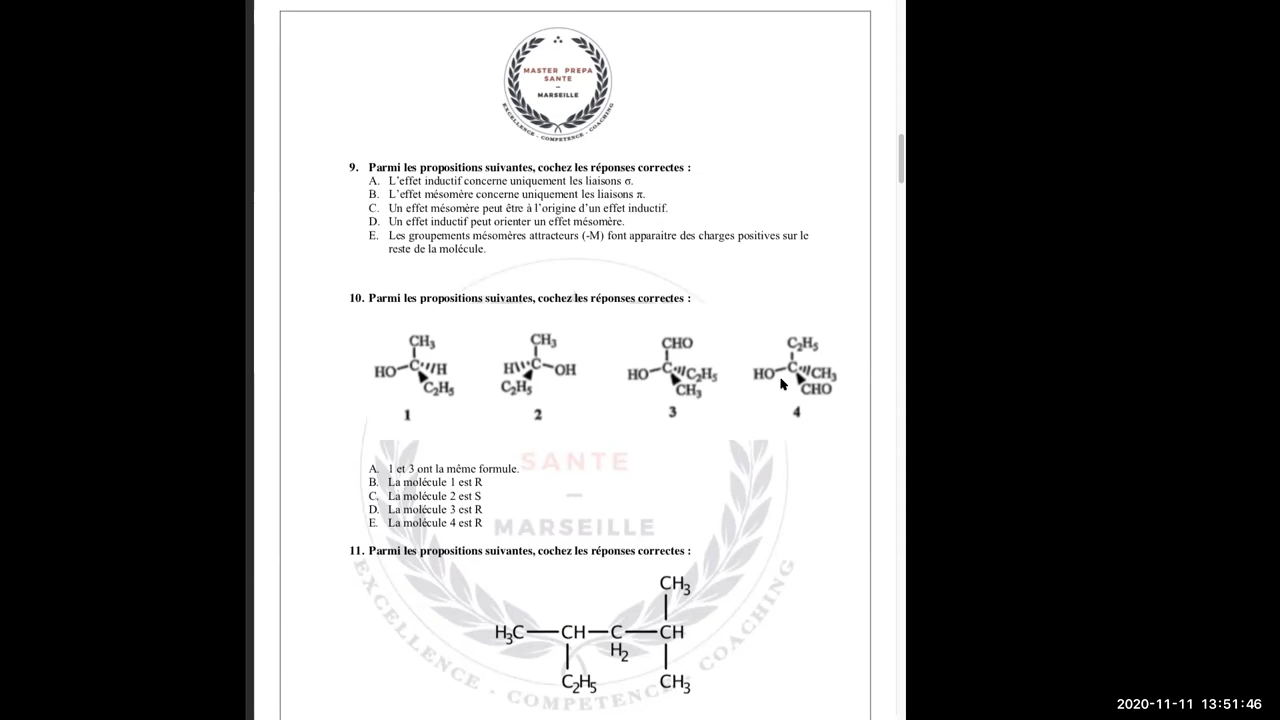 MASTER PREPA
SANTE
–
MARSEILLE
EXCELLENCE - COMPETENCE - COACHING
9. Parmi les propositions suivantes, cochez les réponses correctes :
A. L'effet inductif concerne uniquement les liaisons σ.
B. L'effet mésomère concerne uniquement les liaisons π.
C. Un effet mésomère peut être à l'origine d'un effet inductif.
D. Un effet inductif peut orienter un effet mésomère.
E. Les groupements mésomères attracteurs (-M) font apparaitre des charges positives sur le
reste de la molécule.
10. Parmi les propositions suivantes, cochez les réponses correctes :
CH3 CH3 CHO C2H5
HO C H H C OH HO C C2H5 HO C CH3
C2H5 C2H5 CH3 CHO
1 2 3 4
A. 1 et 3 ont la même formule.
B. La molécule 1 est R
C. La molécule 2 est S
D. La molécule 3 est R
E. La molécule 4 est R
SANTE
–
MARSEILLE
EXCELLENCE - COMPETENCE - COACHING
11. Parmi les propositions suivantes, cochez les réponses correctes :
CH3
H3C CH C CH
H2
C2H5 CH3
2020-11-11 13:51:46